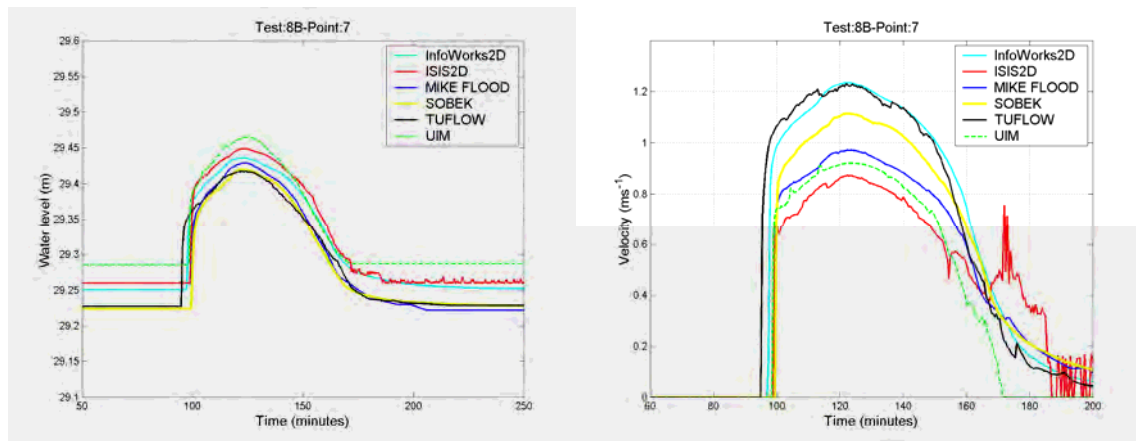 Test:8B-Point:7
29.6
29.55
29.5
29.45
29.4
29.35
29.3
29.25
29.2
29.15
29.1
Water level (m)
50
100
150
200
250
Time (minutes)
InfoWorks2D
ISIS2D
MIKE FLOOD
SOBEK
TUFLOW
UIM
Test:8B-Point:7
1.2
1
0.8
0.6
0.4
0.2
0
Velocity (ms-1)
60
80
100
120
140
160
180
200
Time (minutes)
InfoWorks2D
ISIS2D
MIKE FLOOD
SOBEK
TUFLOW
UIM